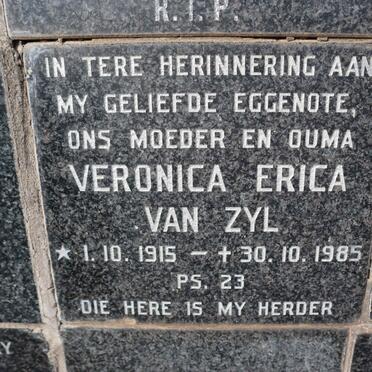 R.I.P.
IN TERE HERINNERING AAN
MY GELIEFDE EGGENOTE,
ONS MOEDER EN OUMA
VERONICA ERICA
VAN ZYL
★ 1.10.1915 – ✝ 30.10.1985
PS. 23
DIE HERE IS MY HERDER